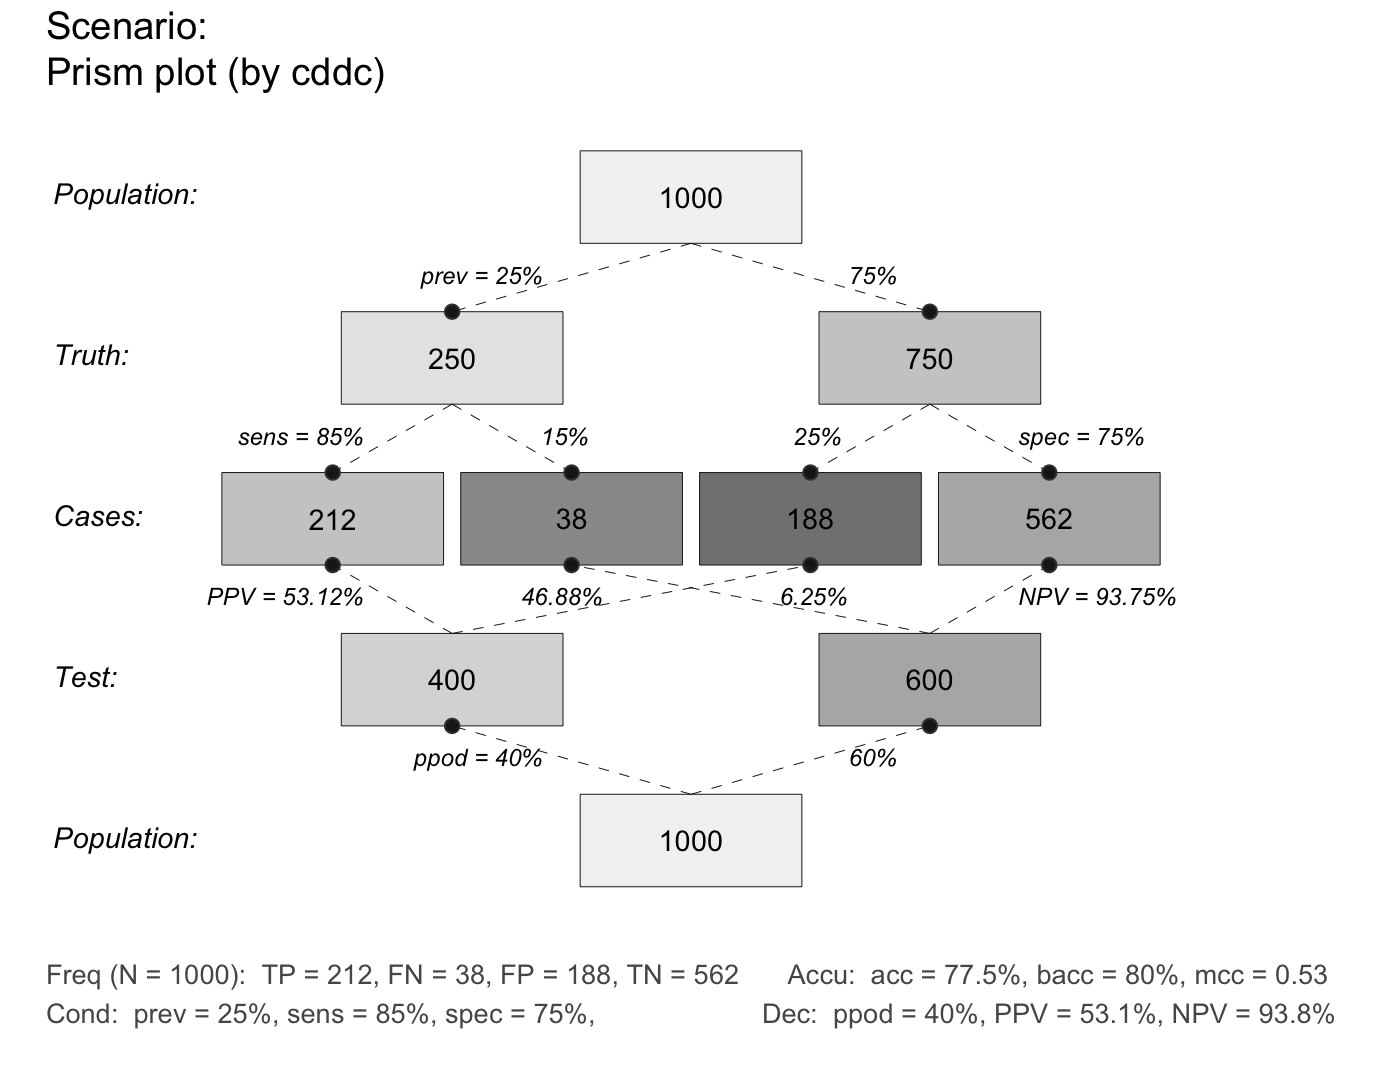 Scenario:
Prism plot (by cddc)
Population:
1000
prev = 25%
75%
Truth:
250
750
sens = 85%
15%
25%
spec = 75%
Cases:
212
38
188
562
PPV = 53.12%
46.88%
6.25%
NPV = 93.75%
Test:
400
600
ppod = 40%
60%
Population:
1000
Freq (N = 1000):  TP = 212, FN = 38, FP = 188, TN = 562
Accu:  acc = 77.5%, bacc = 80%, mcc = 0.53
Cond:  prev = 25%, sens = 85%, spec = 75%,
Dec:  ppod = 40%, PPV = 53.1%, NPV = 93.8%